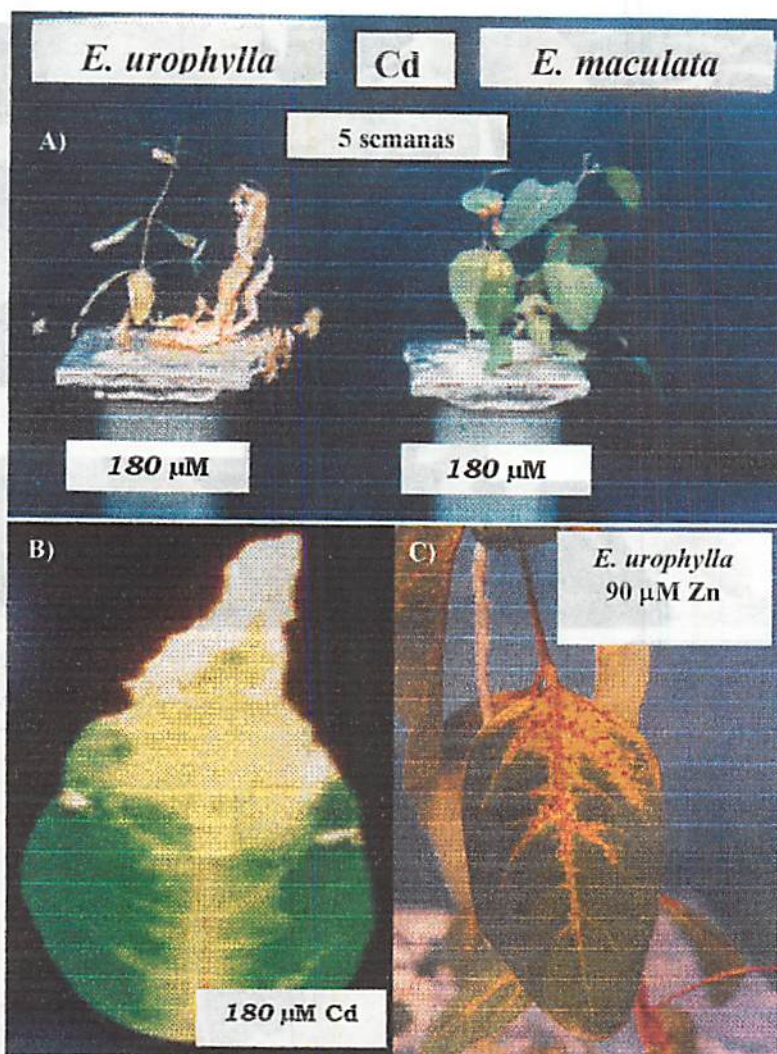 E. urophylla
Cd
E. maculata
A)
5 semanas
180 µM
180 µM
B)
C)
E. urophylla
90 µM Zn
180 µM Cd